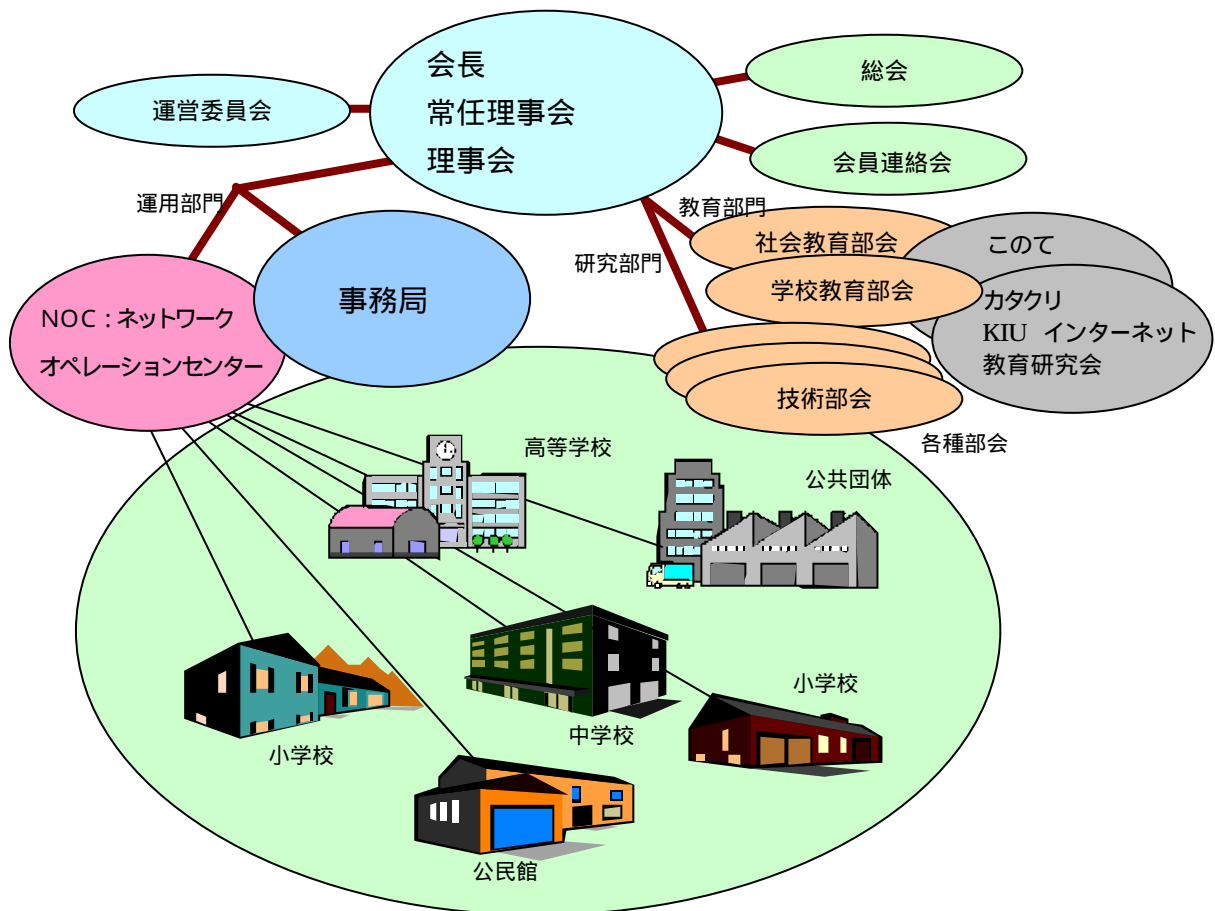 会長
常任理事会
理事会
総会
運営委員会
会員連絡会
運用部門
教育部門
社会教育部会
このて
研究部門
学校教育部会
事務局
カタクリ
KIU インターネット
教育研究会
NOC：ネットワーク
オペレーションセンター
技術部会
各種部会
高等学校
公共団体
小学校
中学校
小学校
公民館